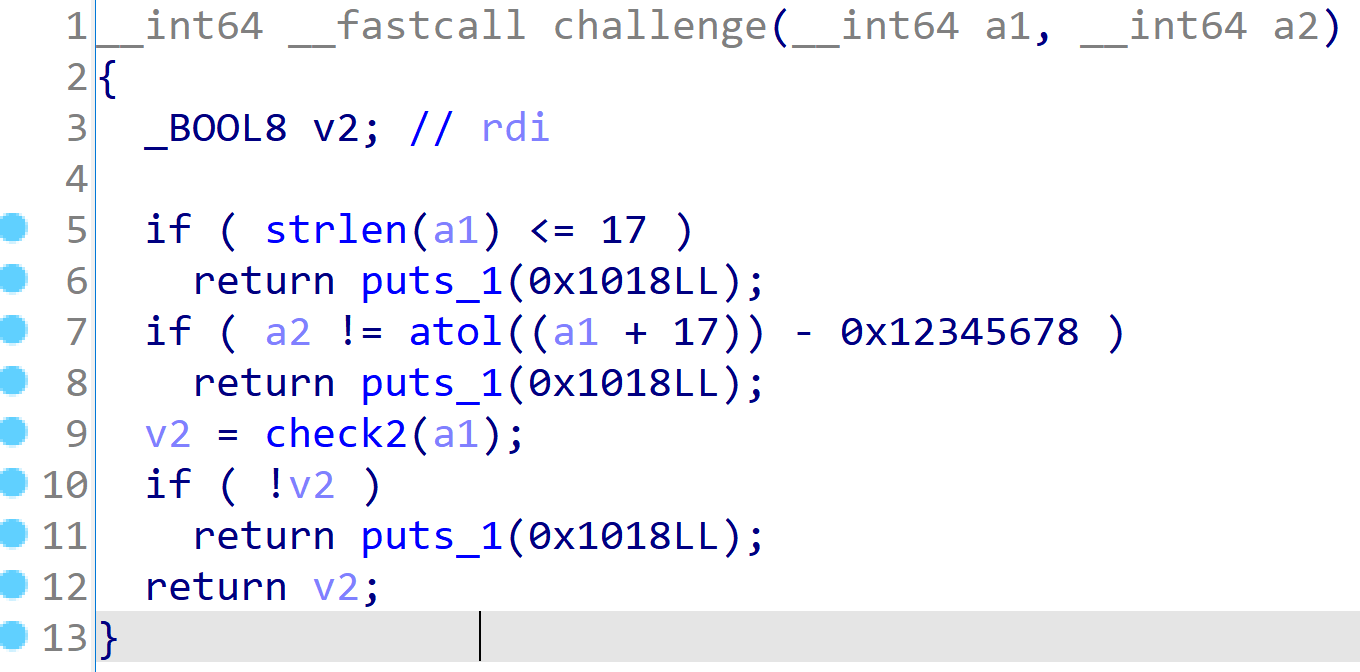 1 __int64 __fastcall challenge(__int64 a1, __int64 a2)
2 {
3   _BOOL8 v2; // rdi
4
5   if ( strlen(a1) <= 17 )
6     return puts_1(0x1018LL);
7   if ( a2 != atol((a1 + 17)) - 0x12345678 )
8     return puts_1(0x1018LL);
9   v2 = check2(a1);
10   if ( !v2 )
11     return puts_1(0x1018LL);
12   return v2;
13 }